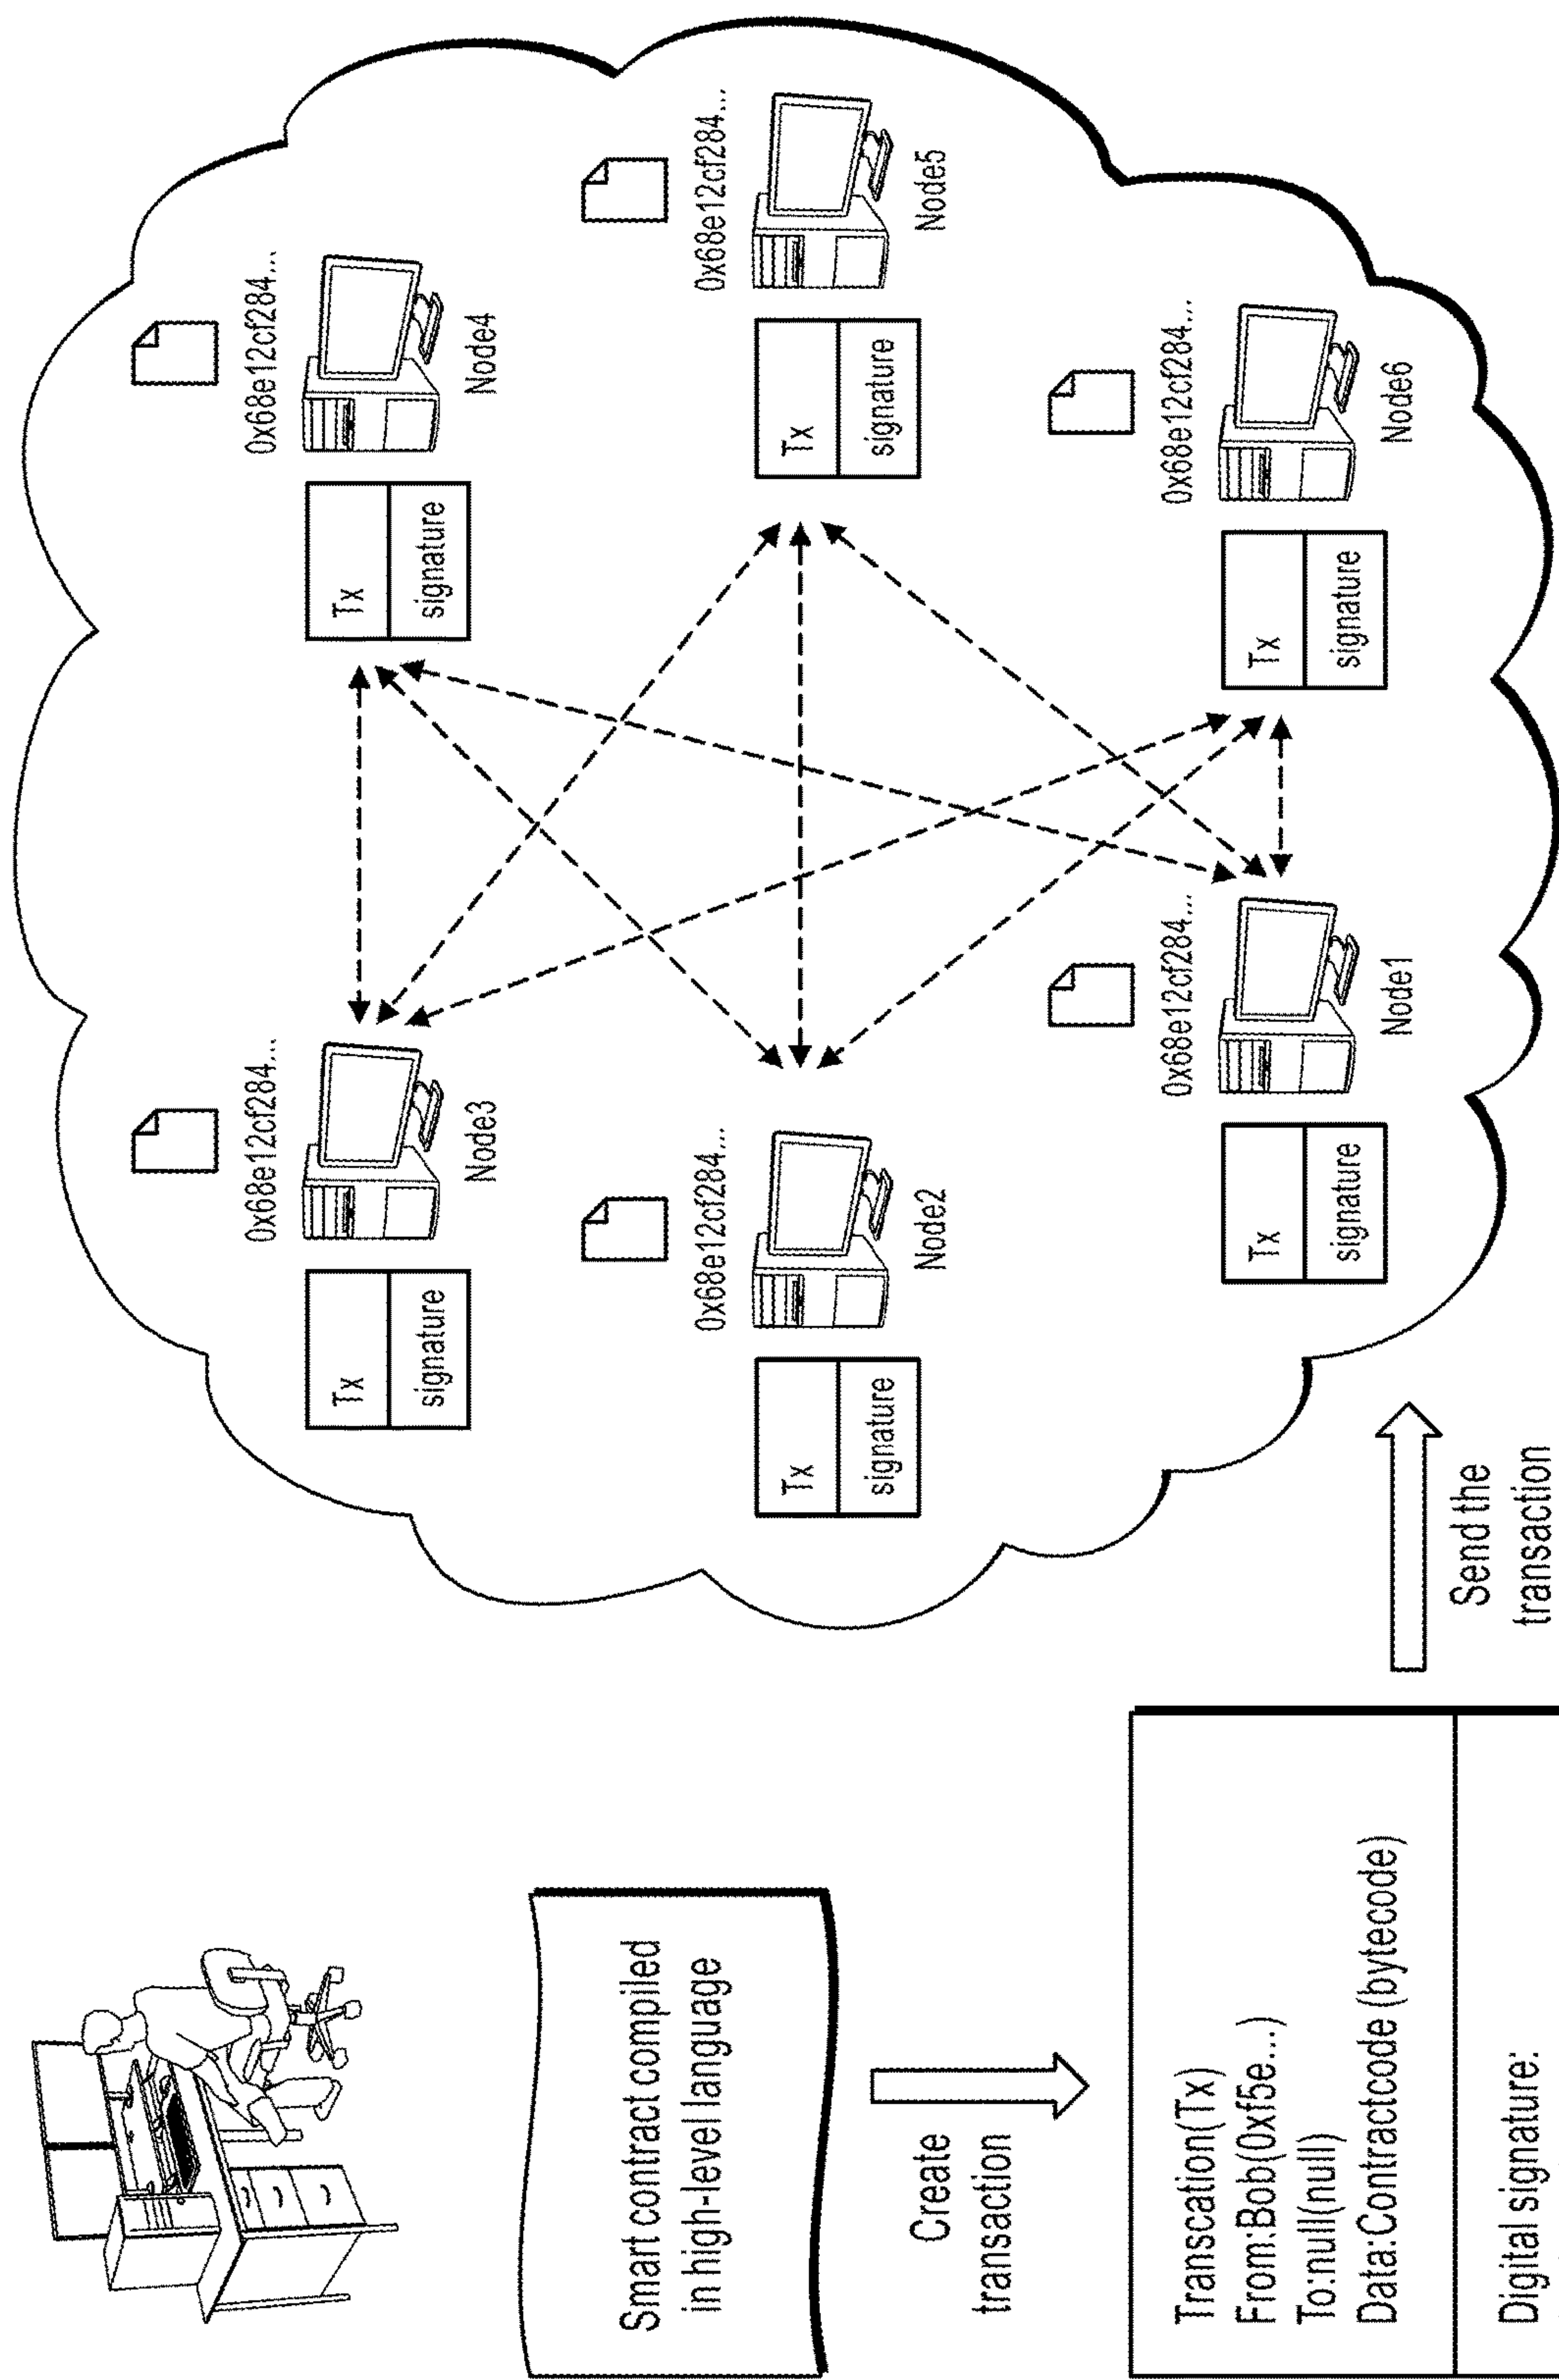 Smart contract compiled
in high-level language
Create
transaction
Transcation(Tx)
From:Bob(0xf5e...)
To:null(null)
Data:Contractcode (bytecode)
Digital signature:
Send the
transaction
0x68e12cf284...
Tx
signature
Node3
0x68e12cf284...
Tx
signature
Node4
0x68e12cf284...
Tx
signature
Node2
0x68e12cf284...
Tx
signature
Node5
0x68e12cf284...
Tx
signature
Node1
0x68e12cf284...
Tx
signature
Node6